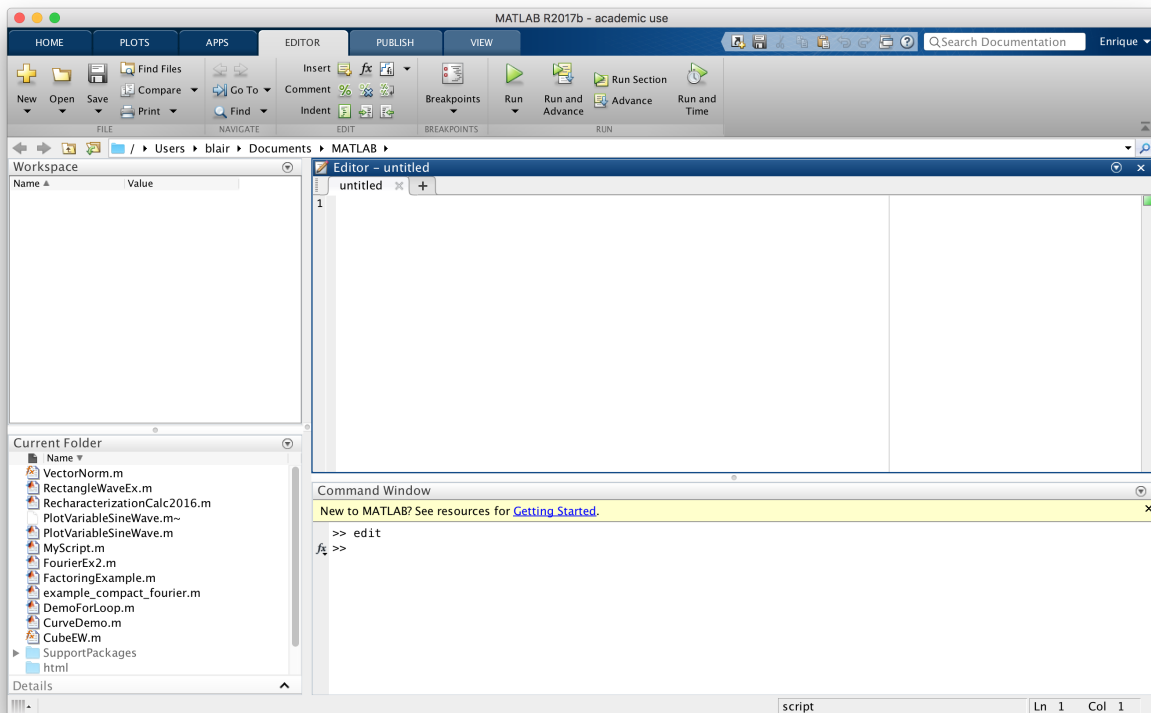 MATLAB R2017b - academic use
HOME PLOTS APPS EDITOR PUBLISH VIEW Search Documentation Enrique
New Open Save Find Files Compare Print
FILE
Go To Find
NAVIGATE
Insert fx fi
Comment %
Indent
EDIT
Breakpoints
BREAKPOINTS
Run Run and Advance Run Section Advance Run and Time
RUN
/ Users blair Documents MATLAB
Workspace
Name Value
Editor - untitled
untitled +
1
Current Folder
Name
VectorNorm.m
RectangleWaveEx.m
RecharacterizationCalc2016.m
PlotVariableSineWave.m~
PlotVariableSineWave.m
MyScript.m
FourierEx2.m
FactoringExample.m
example_compact_fourier.m
DemoForLoop.m
CurveDemo.m
CubeEW.m
SupportPackages
html
Details
Command Window
New to MATLAB? See resources for Getting Started.
>> edit
fx >>
script Ln 1 Col 1